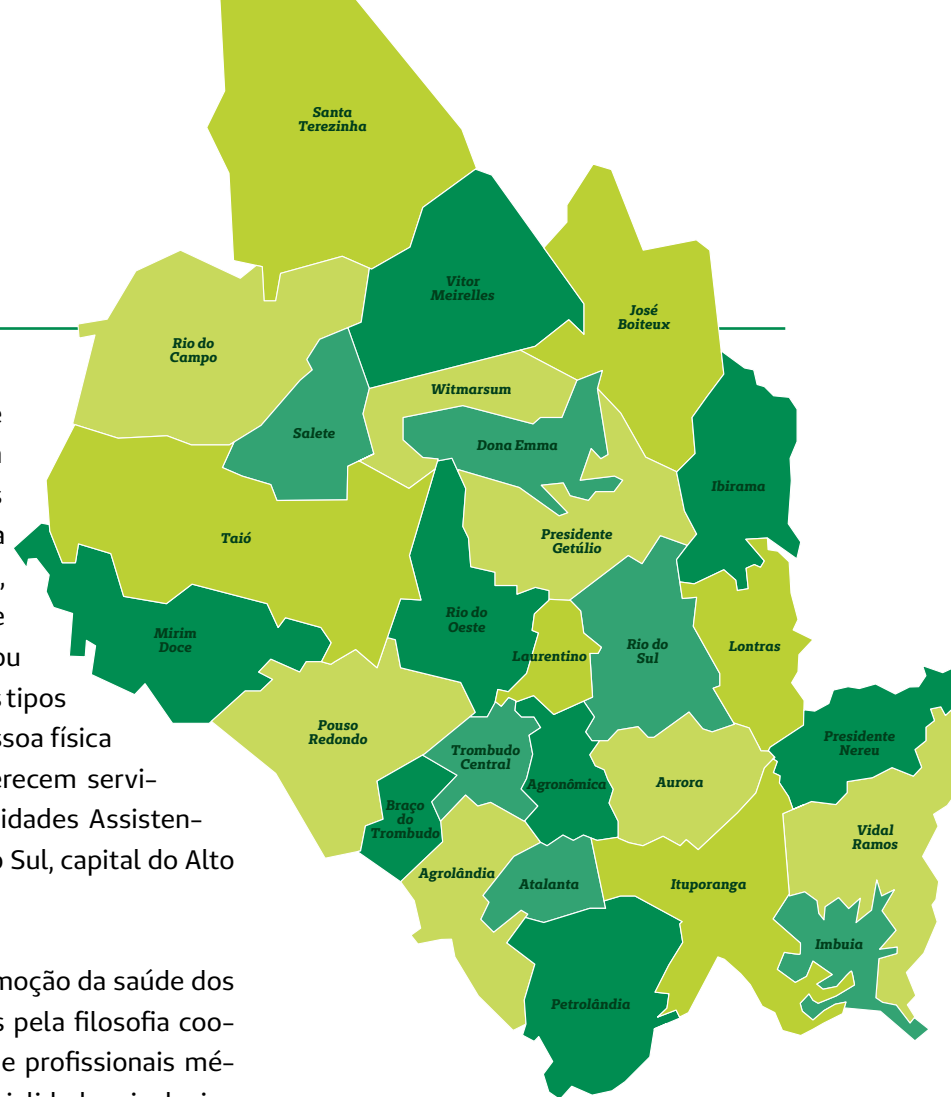 Santa
Terezinha
Vitor
Meirelles
José
Boiteux
Rio do
Campo
Witmarsum
Salete
Dona Emma
Ibirama
Taió
Presidente
Getúlio
Mirim
Doce
Rio do
Oeste
Laurentino
Rio do
Sul
Lontras
Pouso
Redondo
Trombudo
Central
Agronômica
Aurora
Presidente
Nereu
Braço
do
Trombudo
Vidal
Ramos
Agrolândia
Atalanta
Ituporanga
Imbuia
Petrolândia
e
s
a
,
e
ou
s tipos
ssoa física
erecem servi-
idades Assisten-
o Sul, capital do Alto
moção da saúde dos
s pela filosofia coo-
e profissionais mé-